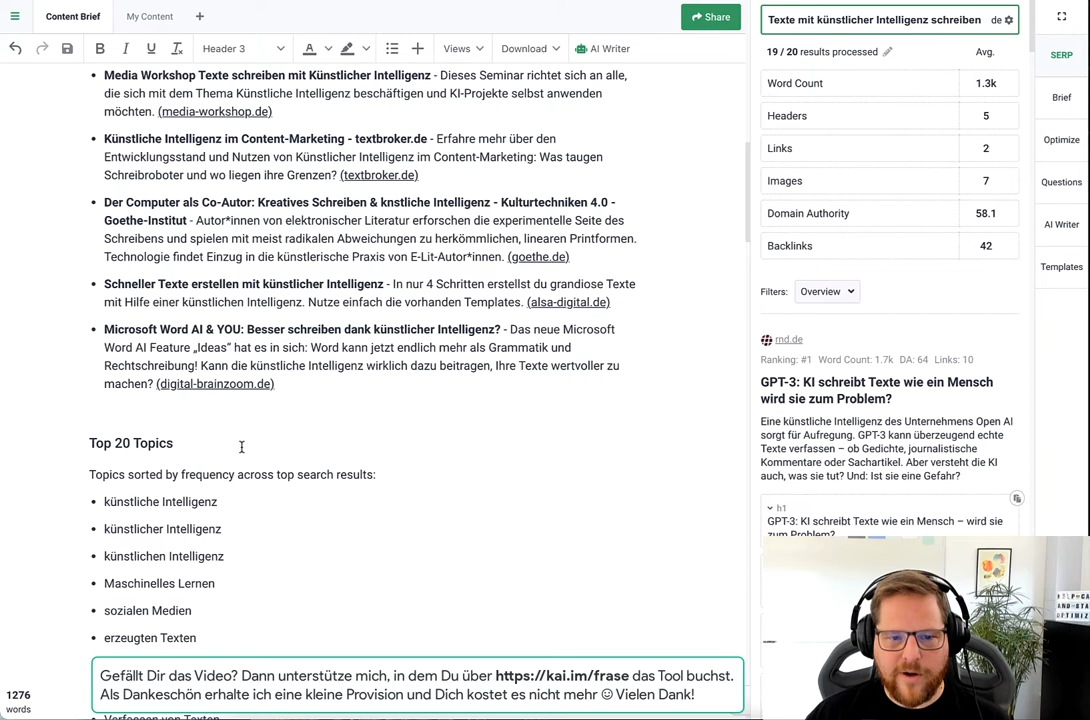 Content Brief
My Content
Share
Header 3
Views
Download
AI Writer
Media Workshop Texte schreiben mit Künstlicher Intelligenz - Dieses Seminar richtet sich an alle,
die sich mit dem Thema Künstliche Intelligenz beschäftigen und KI-Projekte selbst anwenden
möchten. (media-workshop.de)
Künstliche Intelligenz im Content-Marketing - textbroker.de - Erfahre mehr über den
Entwicklungsstand und Nutzen von Künstlicher Intelligenz im Content-Marketing: Was taugen
Schreibroboter und wo liegen ihre Grenzen? (textbroker.de)
Der Computer als Co-Autor: Kreatives Schreiben & knstliche Intelligenz - Kulturtechniken 4.0 -
Goethe-Institut - Autor*innen von elektronischer Literatur erforschen die experimentelle Seite des
Schreibens und spielen mit meist radikalen Abweichungen zu herkömmlichen, linearen Printformen.
Technologie findet Einzug in die künstlerische Praxis von E-Lit-Autor*innen. (goethe.de)
Schneller Texte erstellen mit künstlicher Intelligenz - In nur 4 Schritten erstellst du grandiose Texte
mit Hilfe einer künstlichen Intelligenz. Nutze einfach die vorhanden Templates. (alsa-digital.de)
Microsoft Word AI & YOU: Besser schreiben dank künstlicher Intelligenz? - Das neue Microsoft
Word AI Feature „Ideas" hat es in sich: Word kann jetzt endlich mehr als Grammatik und
Rechtschreibung! Kann die künstliche Intelligenz wirklich dazu beitragen, Ihre Texte wertvoller zu
machen? (digital-brainzoom.de)
Top 20 Topics
Topics sorted by frequency across top search results:
künstliche Intelligenz
künstlicher Intelligenz
künstlichen Intelligenz
Maschinelles Lernen
sozialen Medien
erzeugten Texten
Gefällt Dir das Video? Dann unterstütze mich, in dem Du über https://kai.im/frase das Tool buchst.
Als Dankeschön erhalte ich eine kleine Provision und Dich kostet es nicht mehr ☺ Vielen Dank!
Verfassen von Texten
1276
words
Texte mit künstlicher Intelligenz schreiben de
19 / 20 results processed Avg.
Word Count 1.3k
Headers 5
Links 2
Images 7
Domain Authority 58.1
Backlinks 42
Filters: Overview
rnd.de
Ranking: #1 Word Count: 1.7k DA: 64 Links: 10
GPT-3: KI schreibt Texte wie ein Mensch
wird sie zum Problem?
Eine künstliche Intelligenz des Unternehmens Open AI
sorgt für Aufregung. GPT-3 kann überzeugend echte
Texte verfassen – ob Gedichte, journalistische
Kommentare oder Sachartikel. Aber versteht die KI
auch, was sie tut? Und: Ist sie eine Gefahr?
h1
GPT-3: KI schreibt Texte wie ein Mensch – wird sie
zum Problem?
SERP
Brief
Optimize
Questions
AI Writer
Templates